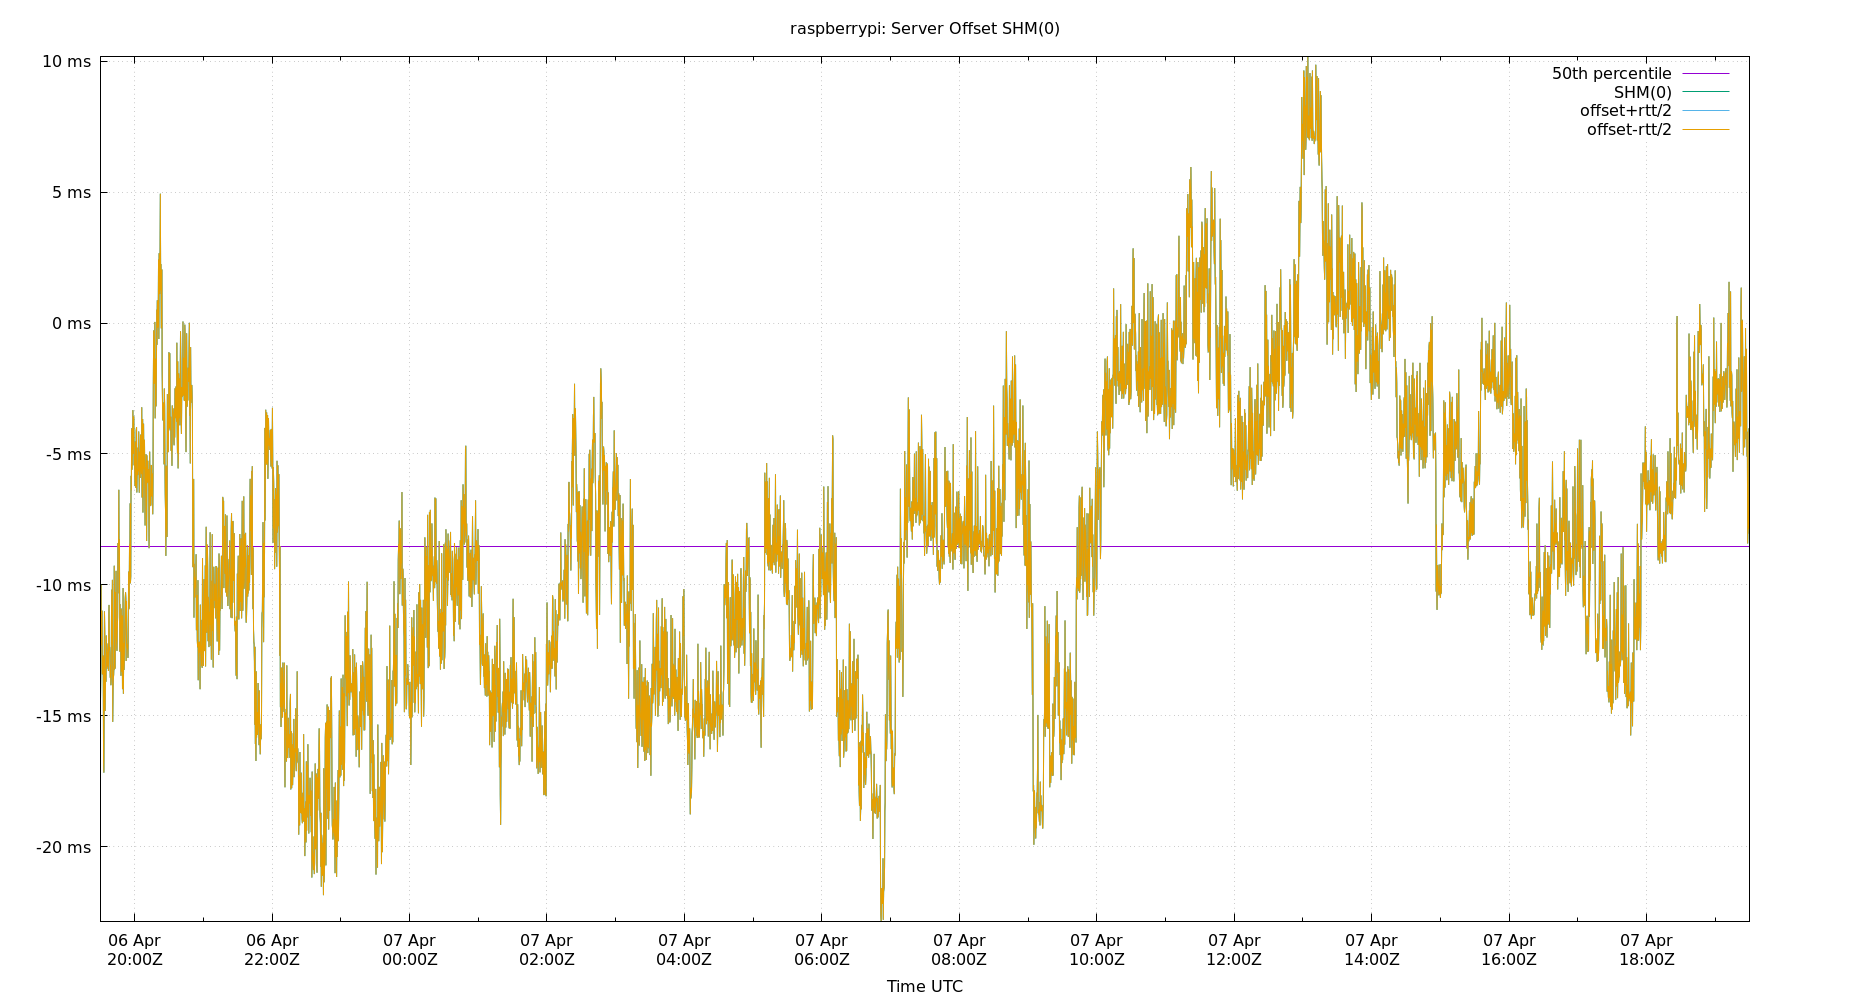 raspberrypi: Server Offset SHM(0)
10 ms
5 ms
0 ms
-5 ms
-10 ms
-15 ms
-20 ms
50th percentile
SHM(0)
offset+rtt/2
offset-rtt/2
06 Apr 06 Apr 07 Apr 07 Apr 07 Apr 07 Apr 07 Apr 07 Apr 07 Apr 07 Apr 07 Apr 07 Apr
20:00Z 22:00Z 00:00Z 02:00Z 04:00Z 06:00Z 08:00Z 10:00Z 12:00Z 14:00Z 16:00Z 18:00Z
Time UTC